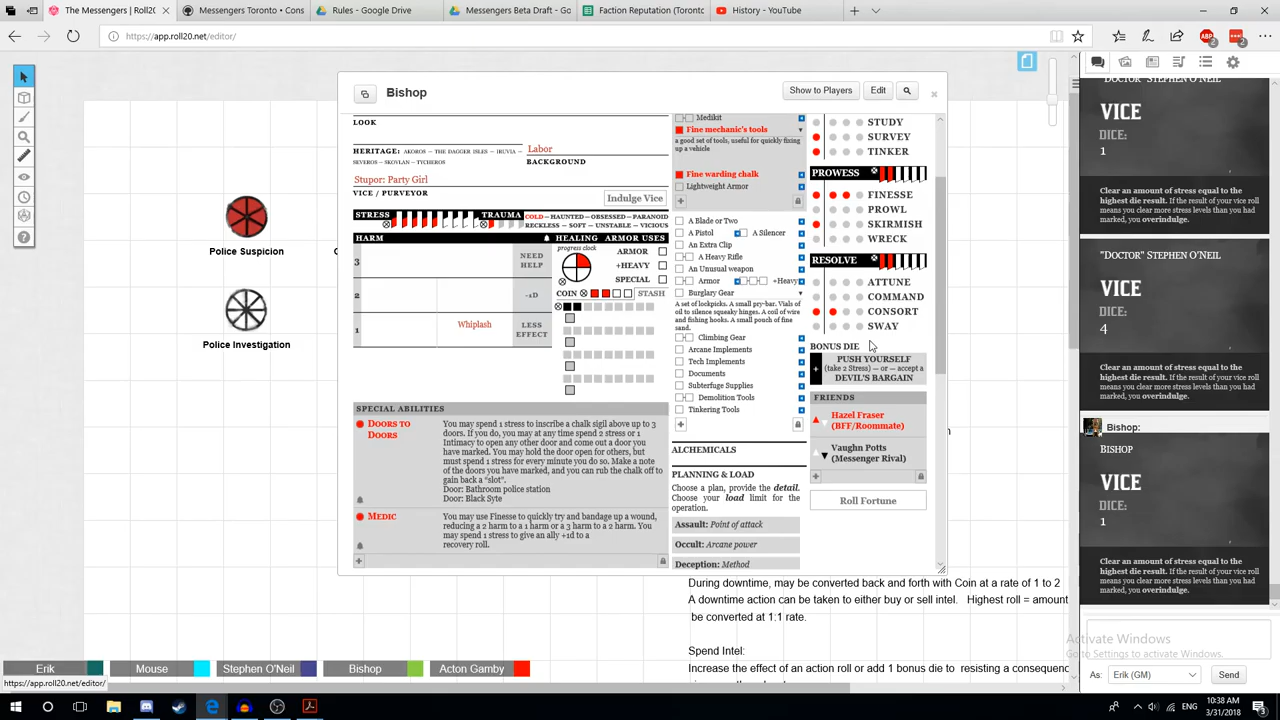 The Messengers | Roll20
Messengers Toronto • Cons
Rules - Google Drive
Messengers Beta Draft - Go
Faction Reputation (Toronto
History - YouTube
https://app.roll20.net/editor/
Bishop
Show to Players
Edit
LOOK
HERITAGE: AKOROS — THE DAGGER ISLES — IRUVIA —
SEVEROS — SKOVLAN — TYCHEROS
Labor
BACKGROUND
Stupor: Party Girl
VICE / PURVEYOR
Indulge Vice
STRESS
TRAUMA
COLD — HAUNTED — OBSESSED — PARANOID
RECKLESS — SOFT — UNSTABLE — VICIOUS
HARM
HEALING
ARMOR USES
3
NEED
HELP
progress clock
ARMOR
+HEAVY
SPECIAL
2
-1D
COIN
STASH
1
Whiplash
LESS
EFFECT
SPECIAL ABILITIES
DOORS TO
DOORS
You may spend 1 stress to inscribe a chalk sigil above up to 3
doors. If you do, you may at any time spend 2 stress or 1
Intimacy to open any other door and come out a door you
have marked. You may hold the door open for others, but
must spend 1 stress for every minute you do so. Make a note
of the doors you have marked, and you can rub the chalk off to
gain back a "slot".
Door: Bathroom police station
Door: Black Syte
MEDIC
You may use Finesse to quickly try and bandage up a wound,
reducing a 2 harm to a 1 harm or a 3 harm to a 2 harm. You
may spend 1 stress to give an ally +1d to a
recovery roll.
Medikit
Fine mechanic's tools
a good set of tools, useful for quickly fixing
up a vehicle
Fine warding chalk
Lightweight Armor
A Blade or Two
A Pistol
A Silencer
An Extra Clip
A Heavy Rifle
An Unusual weapon
Armor
+Heavy
Burglary Gear
A set of lockpicks. A small pry-bar. Vials of
oil to silence squeaky hinges. A coil of wire
and fishing hooks. A small pouch of fine
sand.
Climbing Gear
Arcane Implements
Tech Implements
Documents
Subterfuge Supplies
Demolition Tools
Tinkering Tools
ALCHEMICALS
PLANNING & LOAD
Choose a plan, provide the detail.
Choose your load limit for the
operation.
Assault: Point of attack
Occult: Arcane power
Deception: Method
STUDY
SURVEY
TINKER
PROWESS
FINESSE
PROWL
SKIRMISH
WRECK
RESOLVE
ATTUNE
COMMAND
CONSORT
SWAY
BONUS DIE
+
PUSH YOURSELF
(take 2 Stress) — or — accept a
DEVIL'S BARGAIN
FRIENDS
Hazel Fraser
(BFF/Roommate)
Vaughn Potts
(Messenger Rival)
Roll Fortune
Police Suspicion
Police Investigation
During downtime, may be converted back and forth with Coin at a rate of 1 to 2
A downtime action can be taken to either buy or sell intel. Highest roll = amount
be converted at 1:1 rate.
Spend Intel:
Increase the effect of an action roll or add 1 bonus die to resisting a consequenc
Erik
Mouse
Stephen O'Neil
Bishop
Acton Gamby
https://app.roll20.net/editor/
"DOCTOR" STEPHEN O'NEIL
VICE
DICE:
1
Clear an amount of stress equal to the
highest die result. If the result of your vice roll
means you clear more stress levels than you had
marked, you overindulge.
"DOCTOR" STEPHEN O'NEIL
VICE
DICE:
4
Clear an amount of stress equal to the
highest die result. If the result of your vice roll
means you clear more stress levels than you had
marked, you overindulge.
Bishop:
BISHOP
VICE
DICE:
1
Clear an amount of stress equal to the
highest die result. If the result of your vice roll
means you clear more stress levels than you had
marked, you overindulge.
Activate Windows
Go to Settings to activate Windows.
As:
Erik (GM)
Send
ENG
10:38 AM
3/31/2018